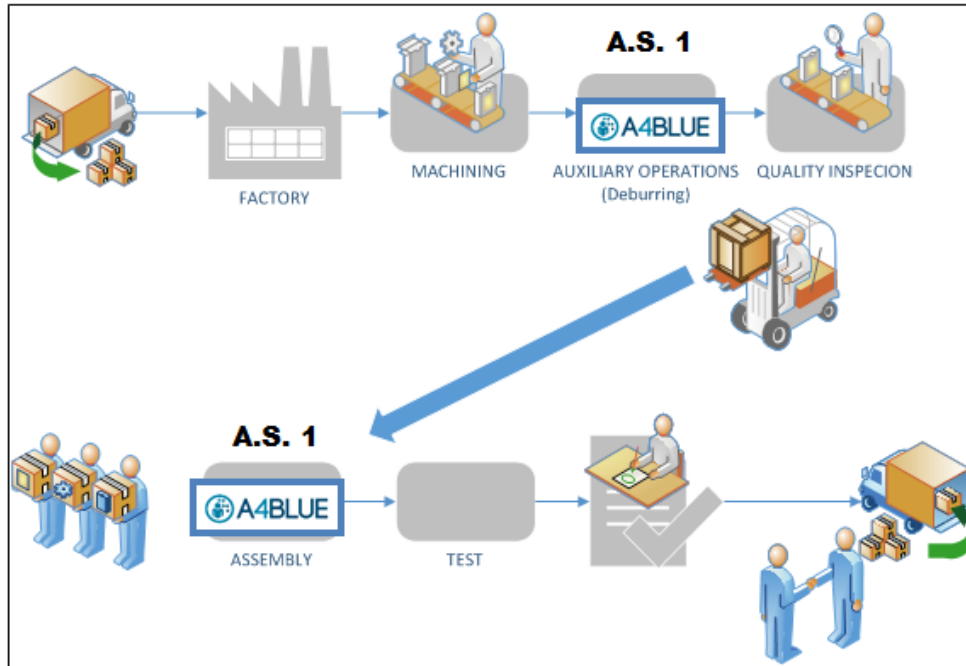 A.S. 1
A4BLUE
FACTORY
MACHINING
AUXILIARY OPERATIONS
(Deburring)
QUALITY INSPECION
A.S. 1
A4BLUE
ASSEMBLY
TEST